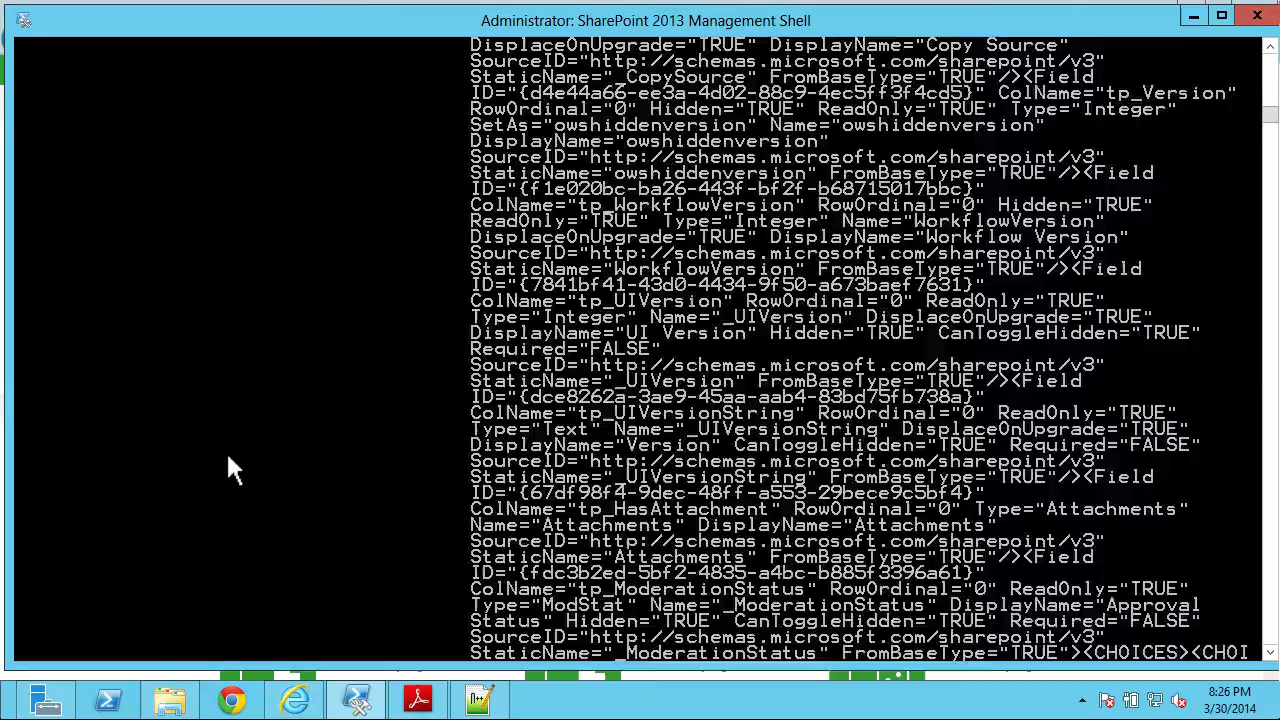 Administrator: SharePoint 2013 Management Shell
DisplaceOnUpgrade="TRUE" DisplayName="Copy Source"
SourceID="http://schemas.microsoft.com/sharepoint/v3"
StaticName="_CopySource" FromBaseType="TRUE"/><Field
ID="{d4e44a66-ee3a-4d02-88c9-4ec5ff3f4cd5}" ColName="tp_Version"
RowOrdinal="0" Hidden="TRUE" ReadOnly="TRUE" Type="Integer"
SetAs="owshiddenversion" Name="owshiddenversion"
DisplayName="owshiddenversion"
SourceID="http://schemas.microsoft.com/sharepoint/v3"
StaticName="owshiddenversion" FromBaseType="TRUE"/><Field
ID="{f1e020bc-ba26-443f-bf2f-b68715017bbc}"
ColName="tp_WorkflowVersion" RowOrdinal="0" Hidden="TRUE"
ReadOnly="TRUE" Type="Integer" Name="WorkflowVersion"
DisplaceOnUpgrade="TRUE" DisplayName="Workflow Version"
SourceID="http://schemas.microsoft.com/sharepoint/v3"
StaticName="WorkflowVersion" FromBaseType="TRUE"/><Field
ID="{7841bf41-43d0-4434-9f50-a673baef7631}"
ColName="tp_UIVersion" RowOrdinal="0" ReadOnly="TRUE"
Type="Integer" Name="_UIVersion" DisplaceOnUpgrade="TRUE"
DisplayName="UI Version" Hidden="TRUE" CanToggleHidden="TRUE"
Required="FALSE"
SourceID="http://schemas.microsoft.com/sharepoint/v3"
StaticName="_UIVersion" FromBaseType="TRUE"/><Field
ID="{dce8262a-3ae9-45aa-aab4-83bd75fb738a}"
ColName="tp_UIVersionString" RowOrdinal="0" ReadOnly="TRUE"
Type="Text" Name="_UIVersionString" DisplaceOnUpgrade="TRUE"
DisplayName="Version" CanToggleHidden="TRUE" Required="FALSE"
SourceID="http://schemas.microsoft.com/sharepoint/v3"
StaticName="_UIVersionString" FromBaseType="TRUE"/><Field
ID="{67df98f4-9dec-48ff-a553-29bece9c5bf4}"
ColName="tp_HasAttachment" RowOrdinal="0" Type="Attachments"
Name="Attachments" DisplayName="Attachments"
SourceID="http://schemas.microsoft.com/sharepoint/v3"
StaticName="Attachments" FromBaseType="TRUE"/><Field
ID="{fdc3b2ed-5bf2-4835-a4bc-b885f3396a61}"
ColName="tp_ModerationStatus" RowOrdinal="0" ReadOnly="TRUE"
Type="ModStat" Name="_ModerationStatus" DisplayName="Approval
Status" Hidden="TRUE" CanToggleHidden="TRUE" Required="FALSE"
SourceID="http://schemas.microsoft.com/sharepoint/v3"
StaticName="_ModerationStatus" FromBaseType="TRUE"><CHOICES><CHOI
8:26 PM
3/30/2014